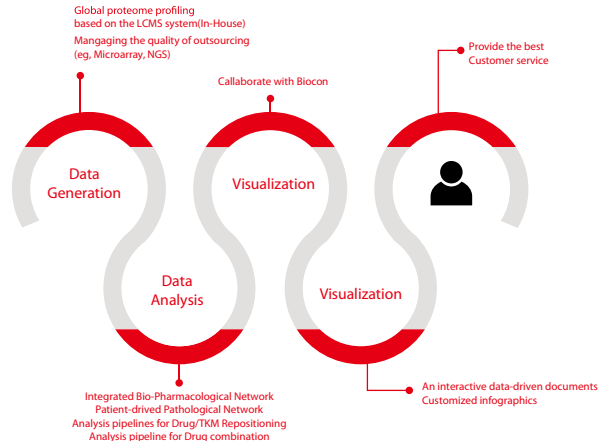 Global proteome profiling
based on the LCMS system(In-House)
Mangaging the quality of outsourcing
(eg, Microarray, NGS)
Data
Generation
Data
Analysis
Integrated Bio-Pharmacological Network
Patient-drived Pathological Network
Analysis pipelines for Drug/TKM Repositioning
Analysis pipeline for Drug combination
Callaborate with Biocon
Visualization
Visualization
An interactive data-driven documents
Customized infographics
Provide the best
Customer service